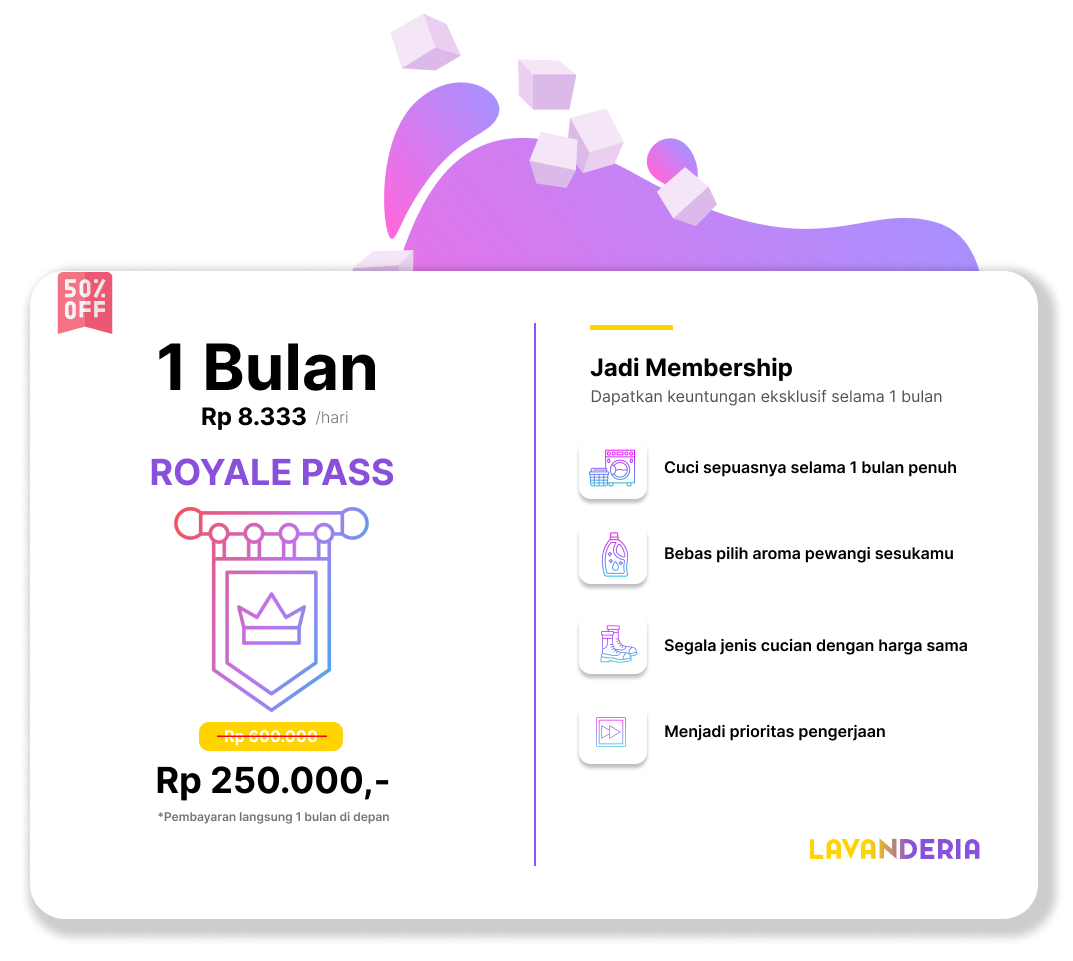 50%
OFF
1 Bulan
Rp 8.333 /hari
ROYALE PASS
Rp 600.000
Rp 250.000,-
*Pembayaran langsung 1 bulan di depan
Jadi Membership
Dapatkan keuntungan eksklusif selama 1 bulan
Cuci sepuasnya selama 1 bulan penuh
Bebas pilih aroma pewangi sesukamu
Segala jenis cucian dengan harga sama
Menjadi prioritas pengerjaan
LAVANDERIA